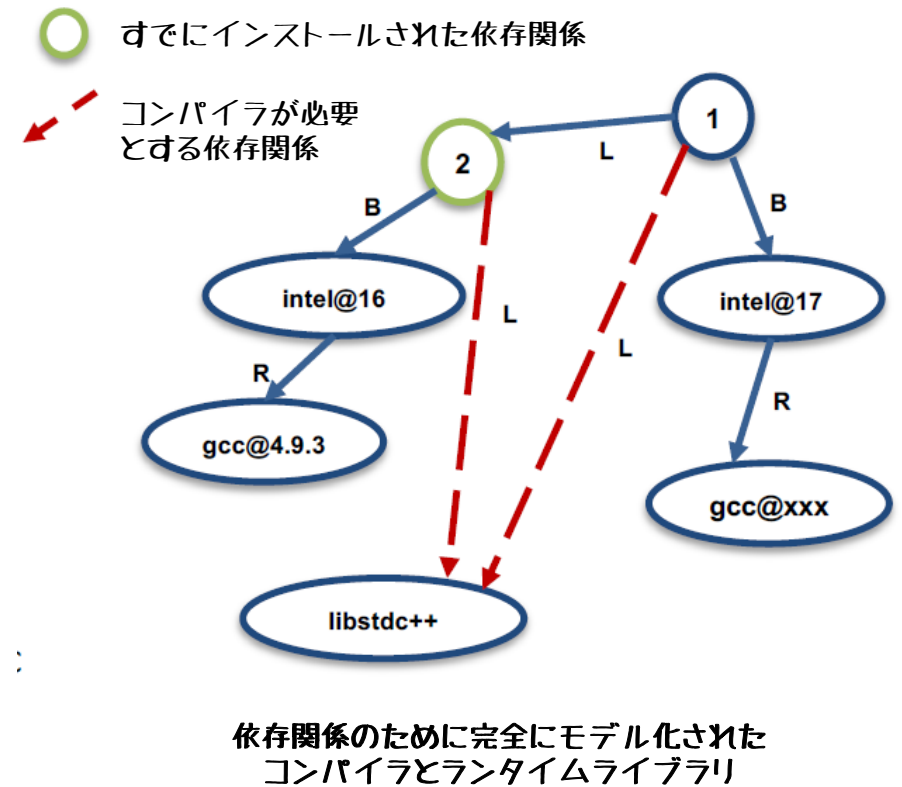 すでにインストールされた依存関係
コンパイラが必要
とする依存関係
1
L
2
B
B
intel@16
intel@17
L
L
R
R
gcc@4.9.3
gcc@xxx
libstdc++
依存関係のために完全にモデル化された
コンパイラとランタイムライブラリ